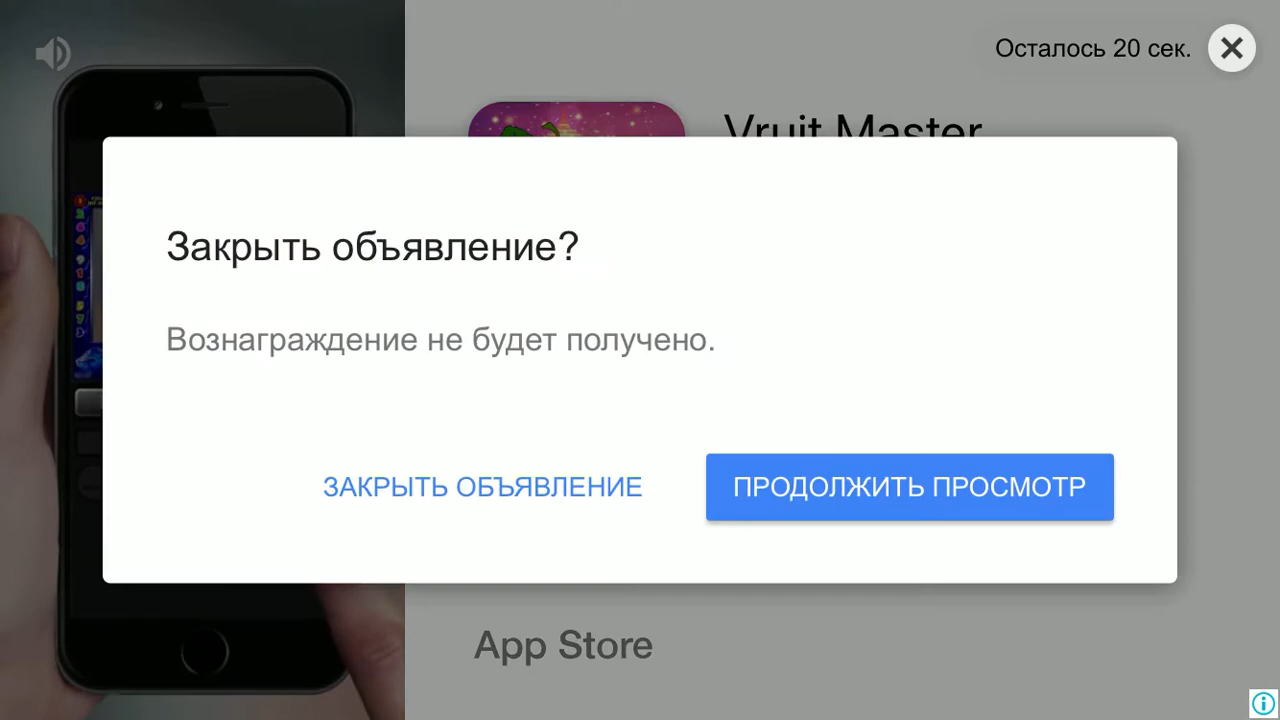 Осталось 20 сек.
Vruit Master
Закрыть объявление?
Вознаграждение не будет получено.
ЗАКРЫТЬ ОБЪЯВЛЕНИЕ
ПРОДОЛЖИТЬ ПРОСМОТР
App Store